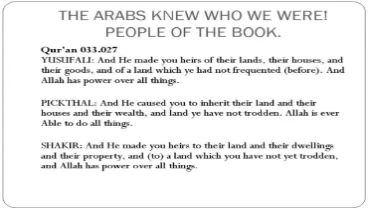 THE ARABS KNEW WHO WE WERE!
PEOPLE OF THE BOOK.
Qur'an 033.027
YUSUFALI: And He made you heirs of their lands, their houses, and
their goods, and of a land which ye had not frequented (before). And
Allah has power over all things.
PICKTHAL: And He caused you to inherit their land and their
houses and their wealth, and land ye have not trodden. Allah is ever
Able to do all things.
SHAKIR: And He made you heirs to their land and their dwellings
and their property, and (to) a land which you have not yet trodden,
and Allah has power over all things.